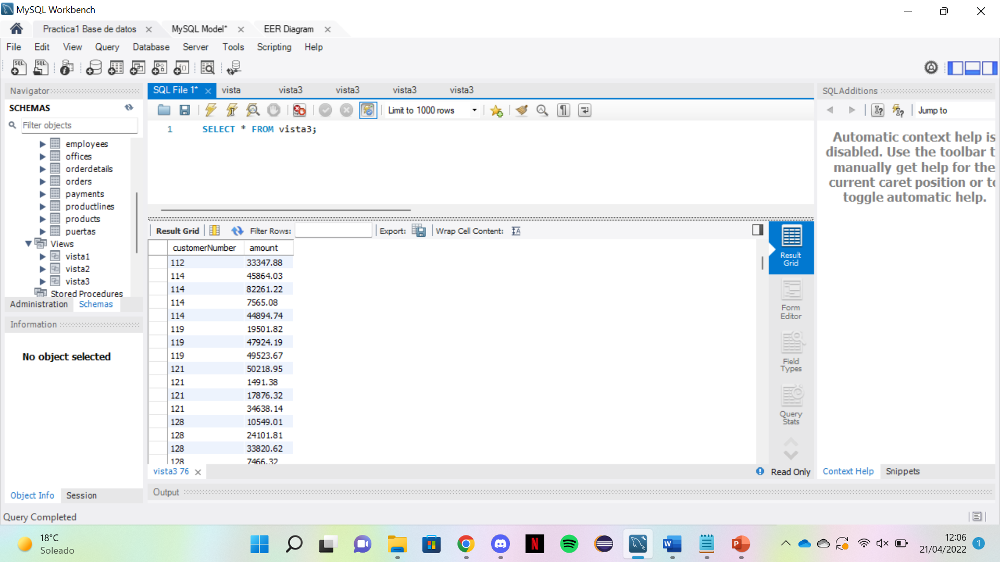 MySQL Workbench
Practica1 Base de datos
MySQL Model*
EER Diagram
File Edit View Query Database Server Tools Scripting Help
Navigator
SCHEMAS
Filter objects
employees
offices
orderdetails
orders
payments
productlines
products
puertas
Views
vista1
vista2
vista3
Stored Procedures
Administration Schemas
Information
No object selected
Object Info Session
SQL File 1* vista vista3 vista3 vista3 vista3
Limit to 1000 rows
1 SELECT * FROM vista3;
Result Grid Filter Rows: Export: Wrap Cell Content:
customerNumber amount
112 33347.88
114 45864.03
114 82261.22
114 7565.08
114 44894.74
119 19501.82
119 47924.19
119 49523.67
121 50218.95
121 1491.38
121 17876.32
121 34638.14
128 10549.01
128 24101.81
128 33820.62
128 7466.32
Result
Grid
Form
Editor
Field
Types
Query
Stats
vista3 76
Read Only
Output
SQLAdditions
Jump to
Automatic context help is
disabled. Use the toolbar t
manually get help for the
current caret position or to
toggle automatic help.
Context Help Snippets
Query Completed
18°C
Soleado
12:06
21/04/2022
1